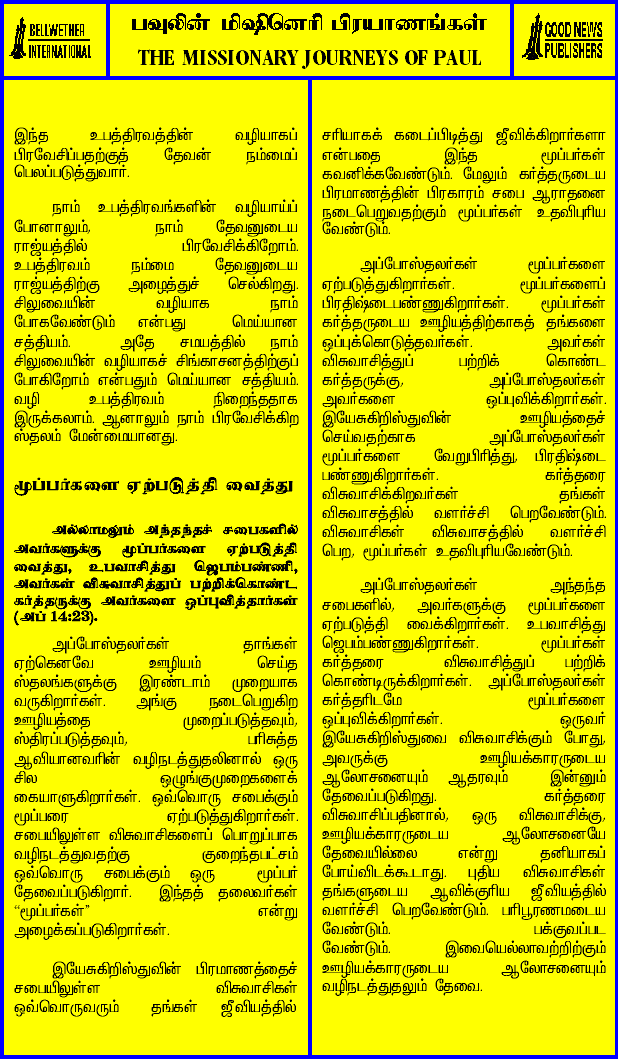 BELLWETHER
INTERNATIONAL
பவுலின் மிஷினெரி பிரயாணங்கள்
THE MISSIONARY JOURNEYS OF PAUL
GOOD NEWS
PUBLISHERS
இந்த உபத்திரவத்தின் வழியாகப்
பிரவேசிப்பதற்குத் தேவன் நம்மைப்
பெலப்படுத்துவார்.
நாம் உபத்திரவங்களின் வழியாய்ப்
போனாலும், நாம் தேவனுடைய
ராஜ்யத்தில் பிரவேசிக்கிறோம்.
உபத்திரவம் நம்மை தேவனுடைய
ராஜ்யத்திற்கு அழைத்துச் செல்கிறது.
சிலுவையின் வழியாக நாம்
போகவேண்டும் என்பது மெய்யான
சத்தியம். அதே சமயத்தில் நாம்
சிலுவையின் வழியாகச் சிங்காசனத்திற்குப்
போகிறோம் என்பதும் மெய்யான சத்தியம்.
வழி உபத்திரவம் நிறைந்ததாக
இருக்கலாம். ஆனாலும் நாம் பிரவேசிக்கிற
ஸ்தலம் மேன்மையானது.
மூப்பர்களை ஏற்படுத்தி வைத்து
அல்லாமலும் அந்தந்தச் சபைகளில்
அவர்களுக்கு மூப்பர்களை ஏற்படுத்தி
வைத்து, உபவாசித்து ஜெபம்பண்ணி,
அவர்கள் விசுவாசித்துப் பற்றிக்கொண்ட
கர்த்தருக்கு அவர்களை ஒப்புவித்தார்கள்
(அப் 14:23).
அப்போஸ்தலர்கள் தாங்கள்
ஏற்கெனவே ஊழியம் செய்த
ஸ்தலங்களுக்கு இரண்டாம் முறையாக
வருகிறார்கள். அங்கு நடைபெறுகிற
ஊழியத்தை முறைப்படுத்தவும்,
ஸ்திரப்படுத்தவும், பரிசுத்த
ஆவியானவரின் வழிநடத்துதலினால் ஒரு
சில ஒழுங்குமுறைகளைக்
கையாளுகிறார்கள். ஒவ்வொரு சபைக்கும்
மூப்பரை ஏற்படுத்துகிறார்கள்.
சபையிலுள்ள விசுவாசிகளைப் பொறுப்பாக
வழிநடத்துவதற்கு குறைந்தபட்சம்
ஒவ்வொரு சபைக்கும் ஒரு மூப்பர்
தேவைப்படுகிறார். இந்தத் தலைவர்கள்
“மூப்பர்கள்” என்று
அழைக்கப்படுகிறார்கள்.
இயேசுகிறிஸ்துவின் பிரமாணத்தைச்
சபையிலுள்ள விசுவாசிகள்
ஒவ்வொருவரும் தங்கள் ஜீவியத்தில்
சரியாகக் கடைப்பிடித்து ஜீவிக்கிறார்களா
என்பதை இந்த மூப்பர்கள்
கவனிக்கவேண்டும். மேலும் கர்த்தருடைய
பிரமாணத்தின் பிரகாரம் சபை ஆராதனை
நடைபெறுவதற்கும் மூப்பர்கள் உதவிபுரிய
வேண்டும்.
அப்போஸ்தலர்கள் மூப்பர்களை
ஏற்படுத்துகிறார்கள். மூப்பர்களைப்
பிரதிஷ்டைபண்ணுகிறார்கள். மூப்பர்கள்
கர்த்தருடைய ஊழியத்திற்காகத் தங்களை
ஒப்புக்கொடுத்தவர்கள். அவர்கள்
விசுவாசித்துப் பற்றிக் கொண்ட
கர்த்தருக்கு, அப்போஸ்தலர்கள்
அவர்களை ஒப்புவிக்கிறார்கள்.
இயேசுகிறிஸ்துவின் ஊழியத்தைச்
செய்வதற்காக அப்போஸ்தலர்கள்
மூப்பர்களை வேறுபிரித்து, பிரதிஷ்டை
பண்ணுகிறார்கள். கர்த்தரை
விசுவாசிக்கிறவர்கள் தங்கள்
விசுவாசத்தில் வளர்ச்சி பெறவேண்டும்.
விசுவாசிகள் விசுவாசத்தில் வளர்ச்சி
பெற, மூப்பர்கள் உதவிபுரியவேண்டும்.
அப்போஸ்தலர்கள் அந்தந்த
சபைகளில், அவர்களுக்கு மூப்பர்களை
ஏற்படுத்தி வைக்கிறார்கள். உபவாசித்து
ஜெபம்பண்ணுகிறார்கள். மூப்பர்கள்
கர்த்தரை விசுவாசித்துப் பற்றிக்
கொண்டிருக்கிறார்கள். அப்போஸ்தலர்கள்
கர்த்தரிடமே மூப்பர்களை
ஒப்புவிக்கிறார்கள். ஒருவர்
இயேசுகிறிஸ்துவை விசுவாசிக்கும் போது,
அவருக்கு ஊழியக்காரருடைய
ஆலோசனையும் ஆதரவும் இன்னும்
தேவைப்படுகிறது. கர்த்தரை
விசுவாசிப்பதினால், ஒரு விசுவாசிக்கு,
ஊழியக்காரருடைய ஆலோசனையே
தேவையில்லை என்று தனியாகப்
போய்விடக்கூடாது. புதிய விசுவாசிகள்
தங்களுடைய ஆவிக்குரிய ஜீவியத்தில்
வளர்ச்சி பெறவேண்டும். பரிபூரணமடைய
வேண்டும். பக்குவப்பட
வேண்டும். இவையெல்லாவற்றிற்கும்
ஊழியக்காரருடைய ஆலோசனையும்
வழிநடத்துதலும் தேவை.